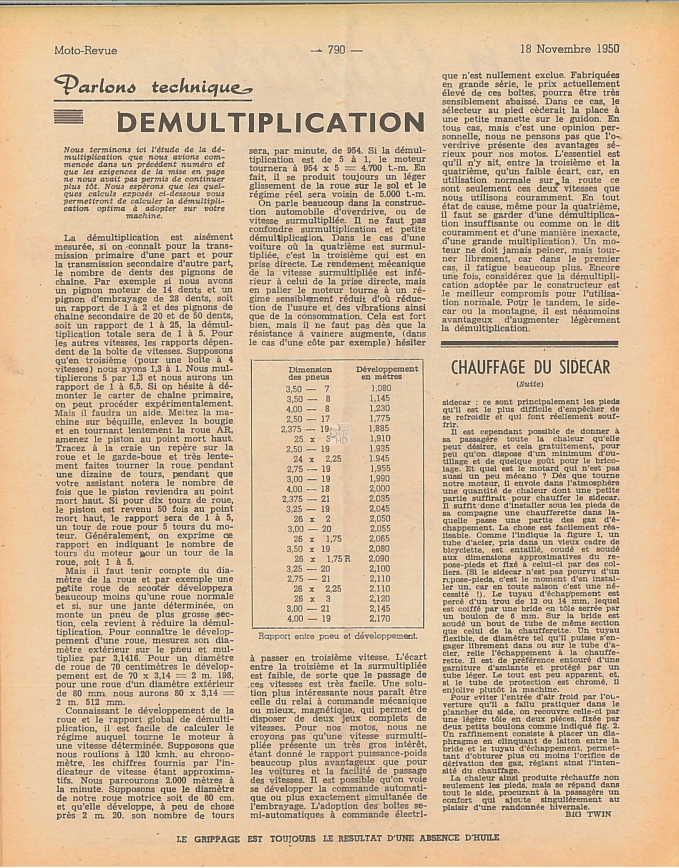 Moto-Revue
— 790 —
18 Novembre 1950
Parlons technique
DEMULTIPLICATION
Nous terminons ici l'étude de la dé-
multiplication que nous avions com-
mencée dans un précédent numéro et
que les exigences de la mise en page
ne nous avait pas permis de continuer
plus tôt. Nous espérons que les quel-
ques calculs exposés ci-dessous vous
permettront de calculer la démultipli-
cation optima à adopter sur votre
machine.
La démultiplication est aisément
mesurée, si on connaît pour la trans-
mission primaire d'une part et pour
la transmission secondaire d'autre part,
le nombre de dents des pignons de
chaîne. Par exemple si nous avons
un pignon moteur de 14 dents et un
pignon d'embrayage de 28 dents, soit
un rapport de 1 à 2 et des pignons de
chaîne secondaire de 20 et de 50 dents,
soit un rapport de 1 à 25, la démul-
tiplication totale sera de 1 à 5. Pour
les autres vitesses, les rapports dépen-
dent de la boîte de vitesses. Supposons
qu'en troisième (pour une boîte à 4
vitesses) nous ayons 1,3 à 1. Nous mul-
tiplierons 5 par 1,3 et nous aurons un
rapport de 1 à 6,5. Si on hésite à dé-
monter le carter de chaîne primaire,
on peut procéder expérimentalement.
Mais il faudra un aide. Mettez la ma-
chine sur béquille, enlevez la bougie
et en tournant lentement la roue AR,
amenez le piston au point mort haut.
Tracez à la craie un repère sur la
roue et le garde-boue et très lente-
ment faites tourner la roue pendant
une dizaine de tours, pendant que
votre assistant notera le nombre de
fois que le piston reviendra au point
mort haut. Si pour dix tours de roue,
le piston est revenu 50 fois au point
mort haut, le rapport sera de 1 à 5,
un tour de roue pour 5 tours du mo-
teur. Généralement, on exprime ce
rapport en indiquant le nombre de
tours du moteur pour un tour de la
roue, soit 1 à 5.
Mais il faut tenir compte du dia-
mètre de la roue et par exemple une
petite roue de scooter développera
beaucoup moins qu'une roue normale
et si, sur une jante déterminée, on
monte un pneu de plus grosse sec-
tion, cela revient à réduire la démul-
tiplication. Pour connaître le dévelop-
pement d'une roue, mesurez son dia-
mètre extérieur sur le pneu et mul-
tipliez par 3,1416. Pour un diamètre
de roue de 70 centimètres le dévelop-
pement est de 70 x 3,14 = 2 m. 198,
pour une roue d'un diamètre extérieur
de 80 mm. nous aurons 80 x 3,14 =
2 m. 512 mm.
Connaissant le développement de la
roue et le rapport global de démulti-
plication, il est facile de calculer le
régime auquel tourne le moteur à
une vitesse déterminée. Supposons que
nous roulions à 120 kmh. au chrono-
mètre, les chiffres fournis par l'in-
dicateur de vitesse étant approxima-
tifs. Nous parcourons 2.000 mètres à
la minute. Supposons que le diamètre
de notre roue motrice soit de 80 cm.
et qu'elle développe, à peu de chose
près 2 m. 20, son nombre de tours
sera, par minute, de 954. Si la démul-
tiplication est de 5 à 1, le moteur
tournera à 954 x 5 = 4.700 t.-m. En
fait, il se produit toujours un léger
glissement de la roue sur le sol et le
régime réel sera voisin de 5.000 t.-m.
On parle beaucoup dans la construc-
tion automobile d'overdrive, ou de
vitesse surmultipliée. Il ne faut pas
confondre surmultiplication et petite
démultiplication. Dans le cas d'une
voiture où la quatrième est surmul-
tipliée, c'est la troisième qui est en
prise directe. Le rendement mécanique
de la vitesse surmultipliée est infé-
rieur à celui de la prise directe, mais
en palier le moteur tourne à un ré-
gime sensiblement réduit d'où réduc-
tion de l'usure et des vibrations ainsi
que de la consommation. Cela est fort
bien, mais il ne faut pas dès que la
résistance à vaincre augmente, (dans
le cas d'une côte par exemple) hésiter
Dimension des pneus Développement en mètres
3,50 — 7 1,080
3,50 — 8 1,145
4,00 — 8 1,230
2,50 — 17 1,775
2,375 — 19 1,885
25 x 3 1,910
2,50 — 19 1,935
24 x 2,25 1.945
2,75 — 19 1,955
3,00 — 19 1,990
4,00 — 18 2,000
2,375 — 21 2,035
3,25 — 19 2,045
26 x 2 2,050
3,00 — 20 2,055
26 x 1,75 2,065
3,50 x 19 2,080
26 x 1,75 R 2,090
3,25 — 20 2,100
2,75 — 21 2,110
26 x 2,25 2,110
26 x 3 2,120
3,00 — 21 2,145
4,00 — 19 2,170
Rapport entre pneu et développement.
à passer en troisième vitesse. L'écart
entre la troisième et la surmultipliée
est faible, de sorte que le passage de
ces vitesses est très facile. Une solu-
tion plus intéressante nous paraît être
celle du relai à commande mécanique
ou mieux, magnétique, qui permet de
disposer de deux jeux complets de
vitesses. Pour nos motos, nous ne
croyons pas qu'une vitesse surmulti-
pliée présente un très gros intérêt,
étant donné le rapport puissance-poids
beaucoup plus avantageux que pour
les voitures et la facilité de passage
des vitesses. Il est possible qu'on voie
se développer la commande automati-
que ou plus exactement simultanée de
l'embrayage. L'adoption des boîtes se-
mi-automatiques à commande électri-
que n'est nullement exclue. Fabriquées
en grande série, le prix actuellement
élevé de ces boîtes, pourra être très
sensiblement abaissé. Dans ce cas, le
sélecteur au pied céderait la place à
une petite manette sur le guidon. En
tous cas, mais c'est une opinion per-
sonnelle, nous ne pensons pas que l'o-
verdrive présente des avantages sé-
rieux pour nos motos. L'essentiel est
qu'il n'y ait, entre la troisième et la
quatrième, qu'un faible écart, car, en
utilisation normale sur la route ce
sont seulement ces deux vitesses que
nous utilisons couramment. En tout
état de cause, même pour la quatrième,
il faut se garder d'une démultiplica-
tion insuffisante ou comme on le dit
couramment et d'une manière inexacte,
d'une grande multiplication). Un mo-
teur ne doit jamais peiner, mais tour-
ner librement, car dans le premier
cas, il fatigue beaucoup plus. Encore
une fois, considérez que la démultipli-
cation adoptée par le constructeur est
le meilleur compromis pour l'utilisa-
tion normale. Pour le tandem, le side-
car ou la montagne, il est néanmoins
avantageux d'augmenter légèrement
la démultiplication.
CHAUFFAGE DU SIDECAR
(Suite)
sidecar : ce sont principalement les pieds
qu'il est le plus difficile d'empêcher de
se refroidir et qui font réellement souf-
frir.
Il est cependant possible de donner à
sa passagère toute la chaleur qu'elle
peut désirer, et cela gratuitement, pour
peu qu'on dispose d'un minimum d'ou-
tillage et de quelque goût pour le brico-
lage. Et quel est le motard qui n'est pas
aussi un peu mécano ? Dès que tourne
notre moteur, il envoie dans l'atmosphère
une quantité de chaleur dont une petite
partie suffirait pour chauffer le sidecar.
Il suffit donc d'installer sous les pieds de
sa compagne une chaufferette dans la-
quelle passe une partie des gaz d'é-
chappement. La chose est facilement réa-
lisable. Comme l'indique la figure 1, un
tube d'acier, pris dans un vieux cadre de
bicyclette, est entaillé, coudé et soudé
aux dimensions approximatives du re-
pose-pieds et fixé à celui-ci par des col-
liers. (Si le sidecar n'est pas pourvu d'un
repose-pieds, c'est le moment d'en instal-
ler un, car en toute saison c'est une né-
cessité !). Le tuyau d'échappement est
percé d'un trou de 12 ou 14 mm, lequel
est coiffé par une bride en tôle serrée par
un boulon de 6 mm. Sur la bride est
soudé un bout de tube de même section
que celui de la chaufferette. Un tuyau
flexible, de diamètre tel qu'il puisse s'en-
gager librement dans ou sur le tube d'a-
cier, relie l'échappement à la chauffe-
rette. Il est de préférence entouré d'une
garniture d'amiante et protégé par un
tube léger. Le tout est peu apparent, et,
si le tube de protection est chromé, il
enjolive plutôt la machine.
Pour éviter l'entrée d'air froid par l'ou-
verture qu'il a fallu pratiquer dans le
plancher du side, on recouvre celle-ci par
une légère tôle en deux pièces, fixée par
deux petits boulons comme indiqué fig. 2.
Un raffinement consiste à placer un dia-
phragme en clinquant de laiton entre la
bride et le tuyau d'échappement, permet-
tant d'obturer plus ou moins l'orifice de
dérivation des gaz, réglant ainsi l'inten-
sité du chauffage.
La chaleur ainsi produite réchauffe non
seulement les pieds, mais se répand dans
tout le side, procurant à la passagère un
confort qui ajoute singulièrement au
plaisir d'une randonnée hivernale.
BIG TWIN
LE GRIPPAGE EST TOUJOURS LE RESULTAT D'UNE ABSENCE D'HUILE